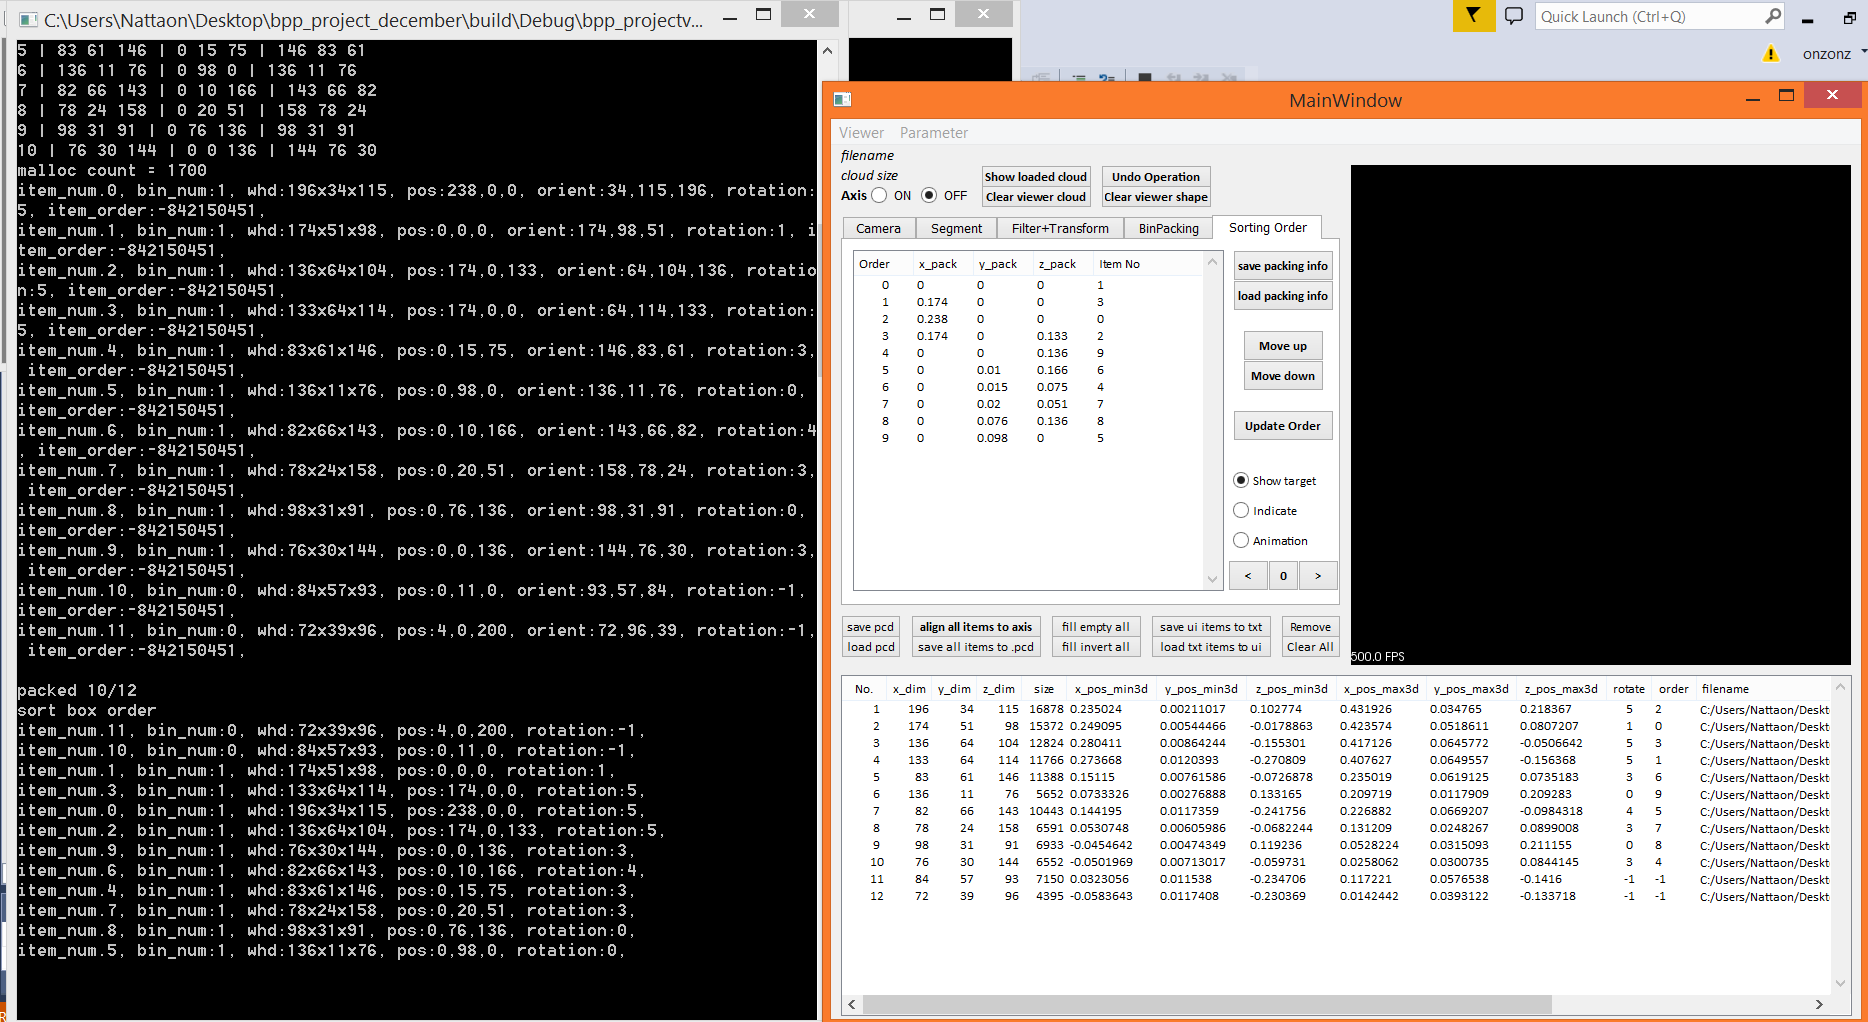 C:\Users\Nattaon\Desktop\bpp_project_december\build\Debug\bpp_projectv...
5 | 83 61 146 | 0 15 75 | 146 83 61
6 | 136 11 76 | 0 98 0 | 136 11 76
7 | 82 66 143 | 0 10 166 | 143 66 82
8 | 78 24 158 | 0 20 51 | 158 78 24
9 | 98 31 91 | 0 76 136 | 98 31 91
10 | 76 30 144 | 0 0 136 | 144 76 30
malloc count = 1700
item_num.0, bin_num:1, whd:196x34x115, pos:238,0,0, orient:34,115,196, rotation:
5, item_order:-842150451,
item_num.1, bin_num:1, whd:174x51x98, pos:0,0,0, orient:174,98,51, rotation:1, i
tem_order:-842150451,
item_num.2, bin_num:1, whd:136x64x104, pos:174,0,133, orient:64,104,136, rotatio
n:5, item_order:-842150451,
item_num.3, bin_num:1, whd:133x64x114, pos:174,0,0, orient:64,114,133, rotation:
5, item_order:-842150451,
item_num.4, bin_num:1, whd:83x61x146, pos:0,15,75, orient:146,83,61, rotation:3,
item_order:-842150451,
item_num.5, bin_num:1, whd:136x11x76, pos:0,98,0, orient:136,11,76, rotation:0,
item_order:-842150451,
item_num.6, bin_num:1, whd:82x66x143, pos:0,10,166, orient:143,66,82, rotation:4
, item_order:-842150451,
item_num.7, bin_num:1, whd:78x24x158, pos:0,20,51, orient:158,78,24, rotation:3,
item_order:-842150451,
item_num.8, bin_num:1, whd:98x31x91, pos:0,76,136, orient:98,31,91, rotation:0,
item_order:-842150451,
item_num.9, bin_num:1, whd:76x30x144, pos:0,0,136, orient:144,76,30, rotation:3,
item_order:-842150451,
item_num.10, bin_num:0, whd:84x57x93, pos:0,11,0, orient:93,57,84, rotation:-1,
item_order:-842150451,
item_num.11, bin_num:0, whd:72x39x96, pos:4,0,200, orient:72,96,39, rotation:-1,
item_order:-842150451,
packed 10/12
sort box order
item_num.11, bin_num:0, whd:72x39x96, pos:4,0,200, rotation:-1,
item_num.10, bin_num:0, whd:84x57x93, pos:0,11,0, rotation:-1,
item_num.1, bin_num:1, whd:174x51x98, pos:0,0,0, rotation:1,
item_num.3, bin_num:1, whd:133x64x114, pos:174,0,0, rotation:5,
item_num.0, bin_num:1, whd:196x34x115, pos:238,0,0, rotation:5,
item_num.2, bin_num:1, whd:136x64x104, pos:174,0,133, rotation:5,
item_num.9, bin_num:1, whd:76x30x144, pos:0,0,136, rotation:3,
item_num.6, bin_num:1, whd:82x66x143, pos:0,10,166, rotation:4,
item_num.4, bin_num:1, whd:83x61x146, pos:0,15,75, rotation:3,
item_num.7, bin_num:1, whd:78x24x158, pos:0,20,51, rotation:3,
item_num.8, bin_num:1, whd:98x31x91, pos:0,76,136, rotation:0,
item_num.5, bin_num:1, whd:136x11x76, pos:0,98,0, rotation:0,
Quick Launch (Ctrl+Q)
onzonz
MainWindow
Viewer Parameter
filename
cloud size
Axis ON OFF
Show loaded cloud Undo Operation
Clear viewer cloud Clear viewer shape
Camera Segment Filter+Transform BinPacking Sorting Order
Order x_pack y_pack z_pack Item No
0 0 0 0 1
1 0.174 0 0 3
2 0.238 0 0 0
3 0.174 0 0.133 2
4 0 0 0.136 9
5 0 0.01 0.166 6
6 0 0.015 0.075 4
7 0 0.02 0.051 7
8 0 0.076 0.136 8
9 0 0.098 0 5
save packing info
load packing info
Move up
Move down
Update Order
Show target
Indicate
Animation
< 0 >
500.0 FPS
save pcd align all items to axis fill empty all save ui items to txt Remove
load pcd save all items to .pcd fill invert all load txt items to ui Clear All
No. x_dim y_dim z_dim size x_pos_min3d y_pos_min3d z_pos_min3d x_pos_max3d y_pos_max3d z_pos_max3d rotate order filename
1 196 34 115 16878 0.235024 0.00211017 0.102774 0.431926 0.034765 0.218367 5 2 C:/Users/Nattaon/Deskt
2 174 51 98 15372 0.249095 0.00544466 -0.0178863 0.423574 0.0518611 0.0807207 1 0 C:/Users/Nattaon/Deskt
3 136 64 104 12824 0.280411 0.00864244 -0.155301 0.417126 0.0645772 -0.0506642 5 3 C:/Users/Nattaon/Deskt
4 133 64 114 11766 0.273668 0.0120393 -0.270809 0.407627 0.0649557 -0.156368 5 1 C:/Users/Nattaon/Deskt
5 83 61 146 11388 0.15115 0.00761586 -0.0726878 0.235019 0.0619125 0.0735183 3 6 C:/Users/Nattaon/Deskt
6 136 11 76 5652 0.0733326 0.00276888 0.133165 0.209719 0.0117909 0.209283 0 9 C:/Users/Nattaon/Deskt
7 82 66 143 10443 0.144195 0.0117359 -0.241756 0.226882 0.0669207 -0.0984318 4 5 C:/Users/Nattaon/Deskt
8 78 24 158 6591 0.0530748 0.00605986 -0.0682244 0.131209 0.0248267 0.0899008 3 7 C:/Users/Nattaon/Deskt
9 98 31 91 6933 -0.0454642 0.00474349 0.119236 0.0528224 0.0315093 0.211155 0 8 C:/Users/Nattaon/Deskt
10 76 30 144 6552 -0.0501969 0.00713017 -0.059731 0.0258062 0.0300735 0.0844145 3 4 C:/Users/Nattaon/Deskt
11 84 57 93 7150 0.0323056 0.011538 -0.234706 0.117221 0.0576538 -0.1416 -1 -1 C:/Users/Nattaon/Deskt
12 72 39 96 4395 -0.0583643 0.0117408 -0.230369 0.0142442 0.0393122 -0.133718 -1 -1 C:/Users/Nattaon/Deskt